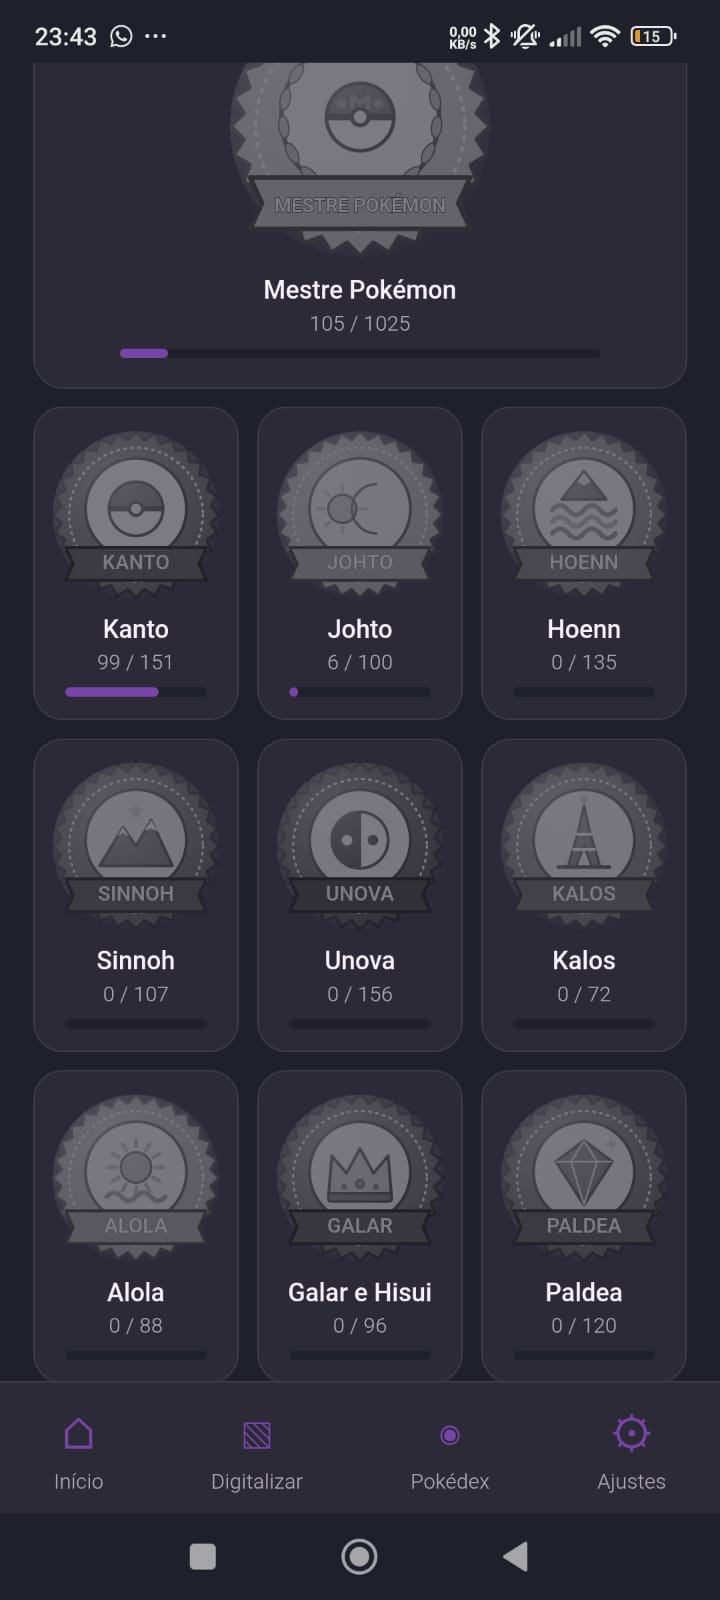 23:43
0,00
KB/s
15
M
MESTRE POKÉMON
Mestre Pokémon
105 / 1025
KANTO
JOHTO
HOENN
Kanto
Johto
Hoenn
99 / 151
6 / 100
0 / 135
SINNOH
UNOVA
KALOS
Sinnoh
Unova
Kalos
0 / 107
0 / 156
0 / 72
ALOLA
GALAR
PALDEA
Alola
Galar e Hisui
Paldea
0 / 88
0 / 96
0 / 120
Início
Digitalizar
Pokédex
Ajustes